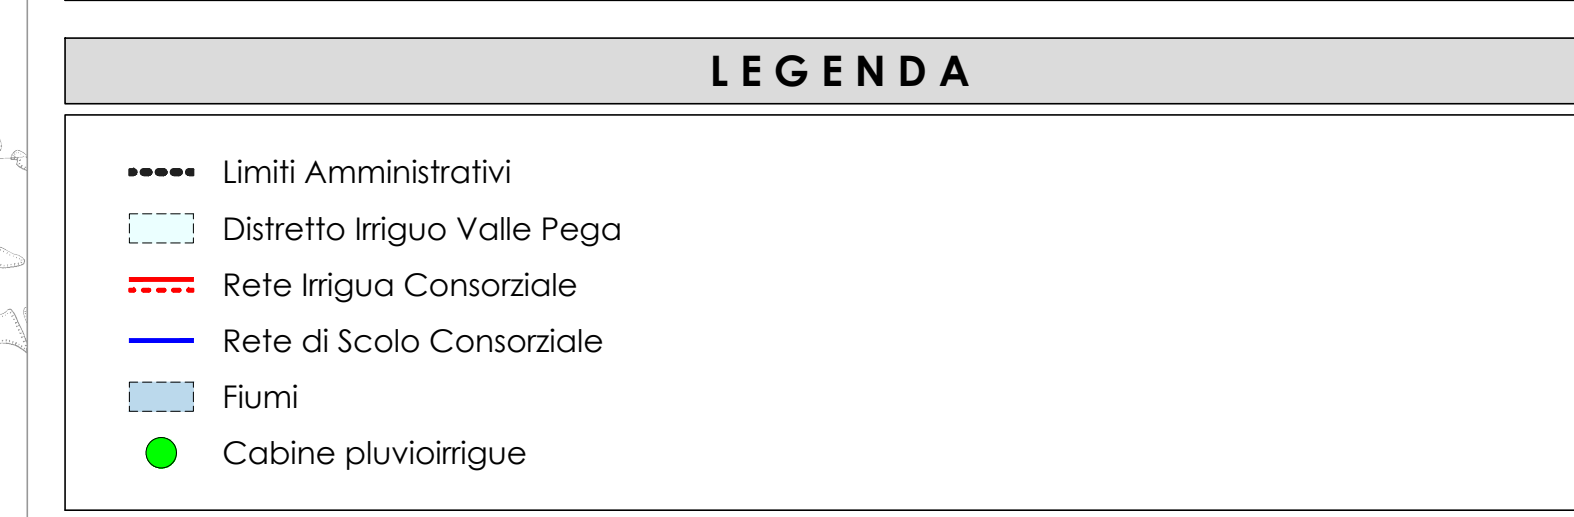 LEGENDA
Limiti Amministrativi
Distretto Irriguo Valle Pega
Rete Irrigua Consorziale
Rete di Scolo Consorziale
Fiumi
Cabine pluvioirrigue